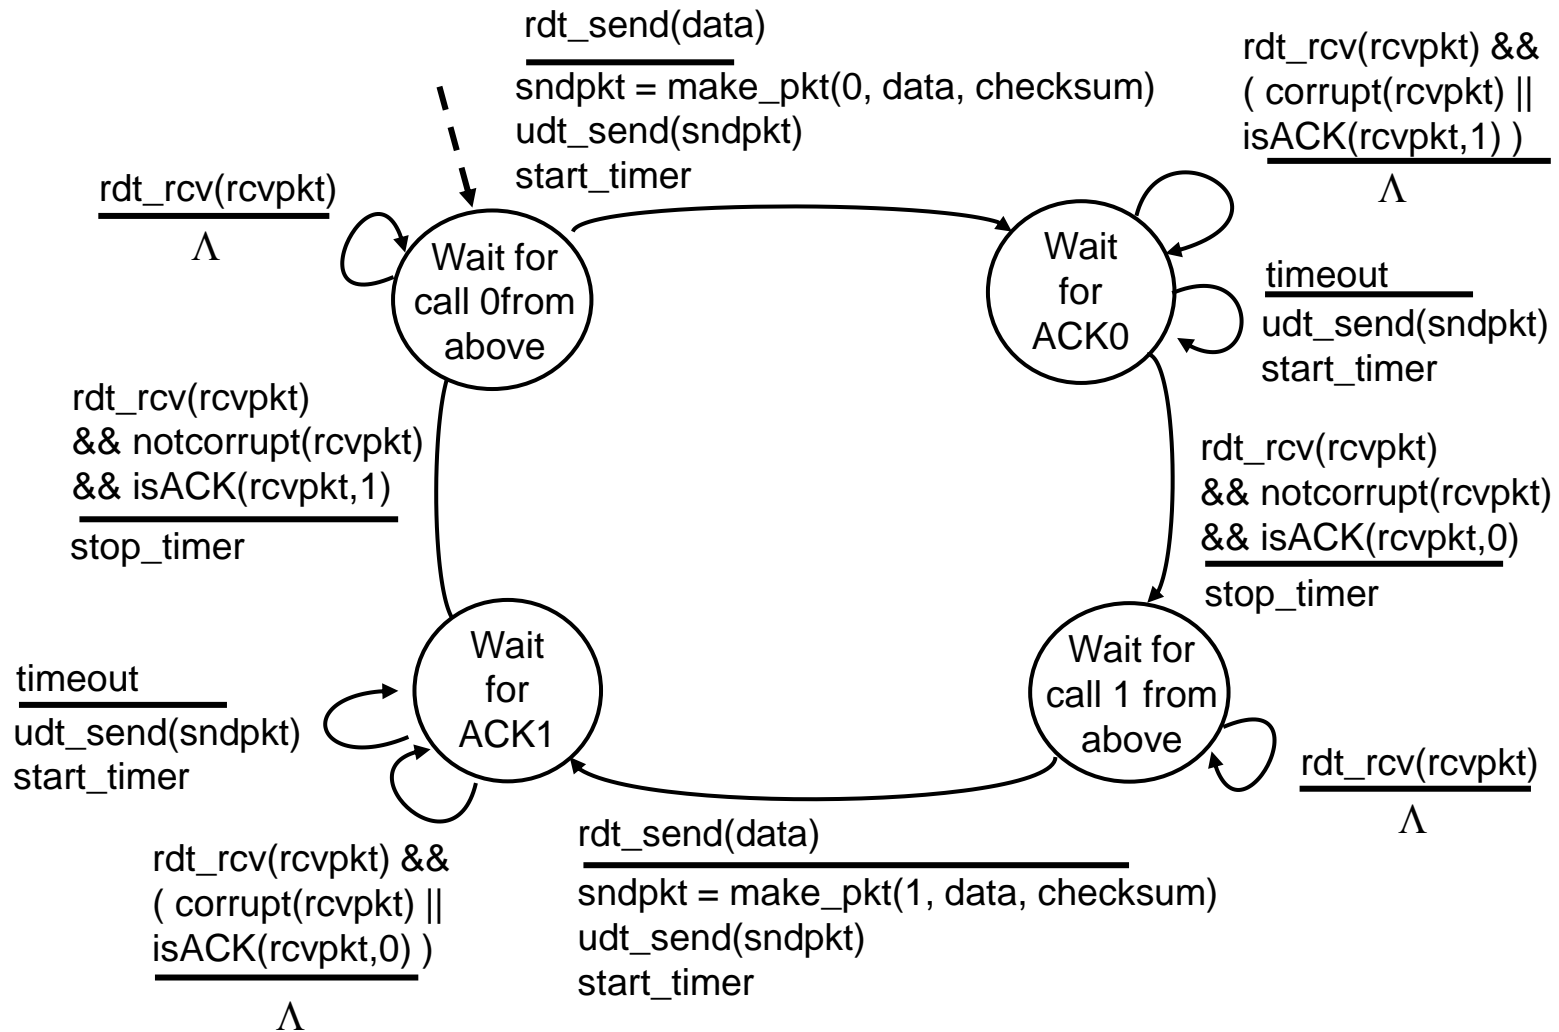 rdt_send(data)
sndpkt = make_pkt(0, data, checksum)
udt_send(sndpkt)
start_timer
rdt_rcv(rcvpkt) &&
( corrupt(rcvpkt) ||
isACK(rcvpkt,1) )
Λ
rdt_rcv(rcvpkt)
Λ
Wait for
call 0from
above
Wait
for
ACK0
timeout
udt_send(sndpkt)
start_timer
rdt_rcv(rcvpkt)
&& notcorrupt(rcvpkt)
&& isACK(rcvpkt,1)
stop_timer
rdt_rcv(rcvpkt)
&& notcorrupt(rcvpkt)
&& isACK(rcvpkt,0)
stop_timer
Wait
for
ACK1
Wait for
call 1 from
above
timeout
udt_send(sndpkt)
start_timer
rdt_rcv(rcvpkt)
Λ
rdt_rcv(rcvpkt) &&
( corrupt(rcvpkt) ||
isACK(rcvpkt,0) )
Λ
rdt_send(data)
sndpkt = make_pkt(1, data, checksum)
udt_send(sndpkt)
start_timer